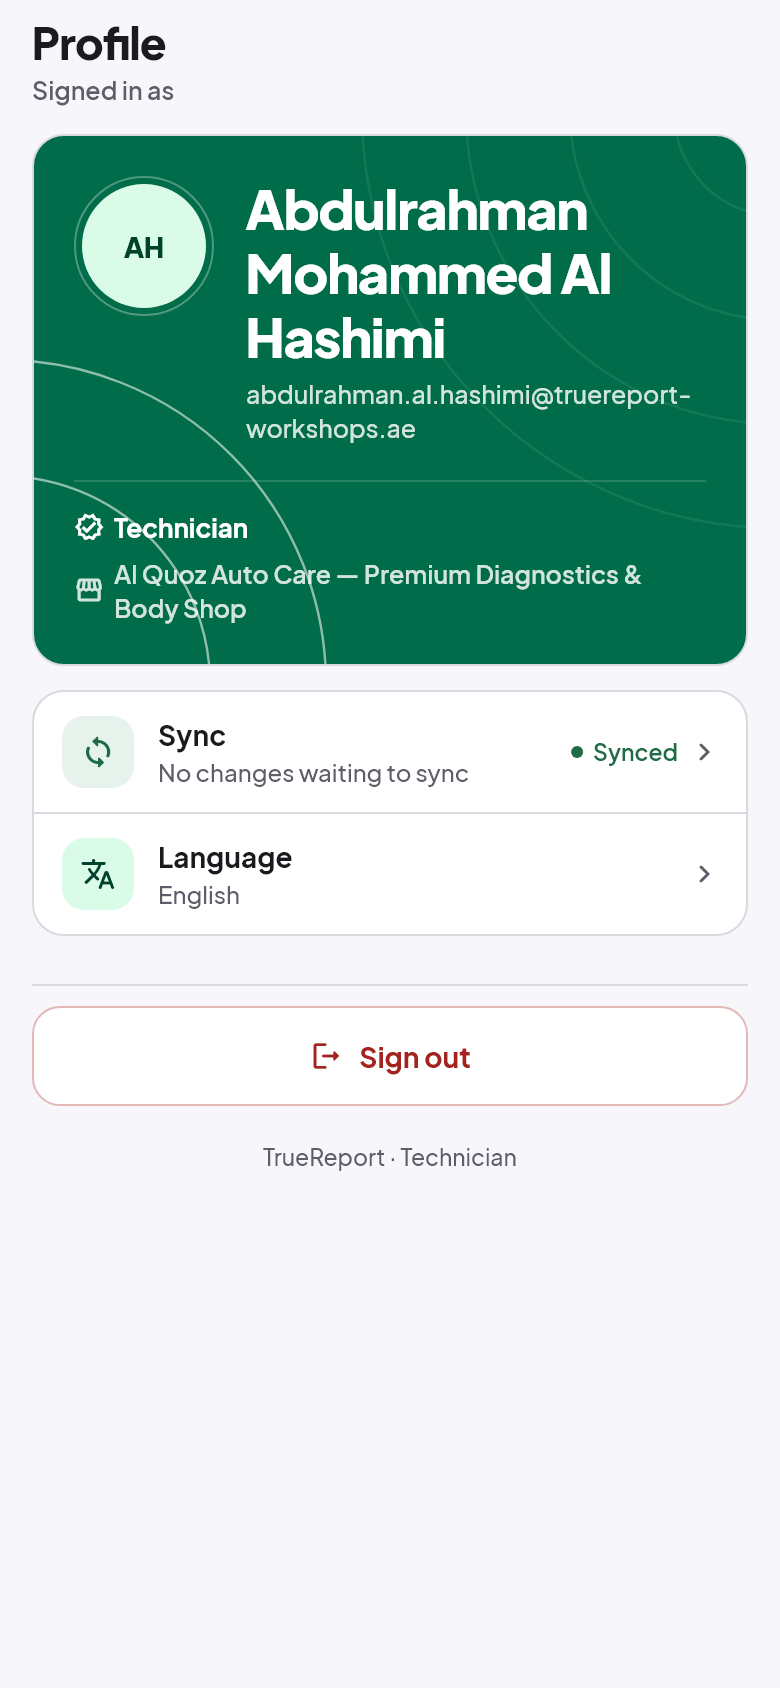 Profile
Signed in as
AH
Abdulrahman
Mohammed Al
Hashimi
abdulrahman.al.hashimi@truereport-
workshops.ae
Technician
Al Quoz Auto Care — Premium Diagnostics &
Body Shop
Sync
No changes waiting to sync
Synced
Language
English
Sign out
TrueReport · Technician